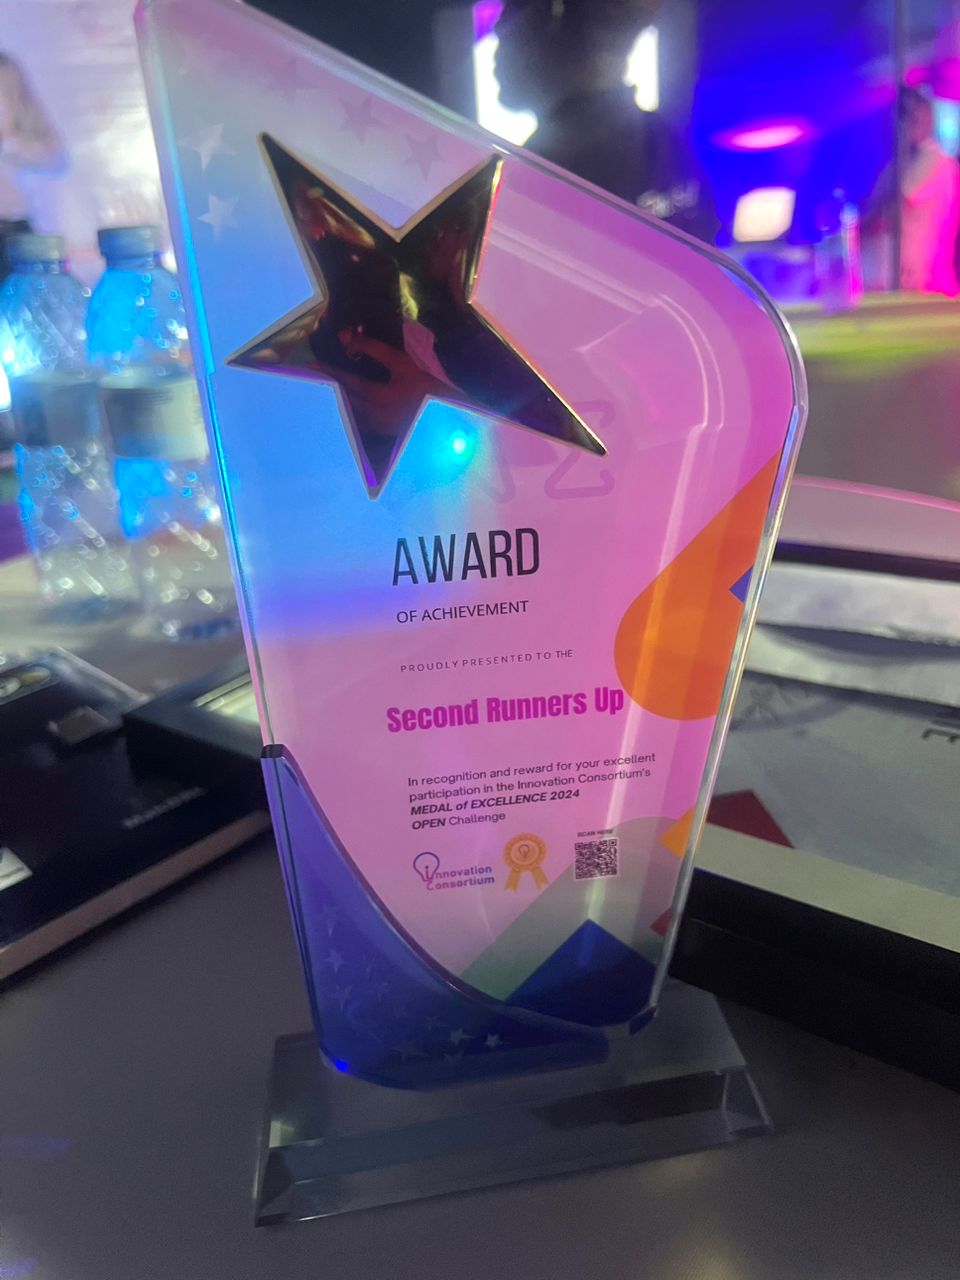 AWARD
OF ACHIEVEMENT
PROUDLY PRESENTED TO THE
Second Runners Up
In recognition and reward for your excellent
participation in the Innovation Consortium's
MEDAL of EXCELLENCE 2024
OPEN Challenge
SCAN HERE
Innovation
Consortium